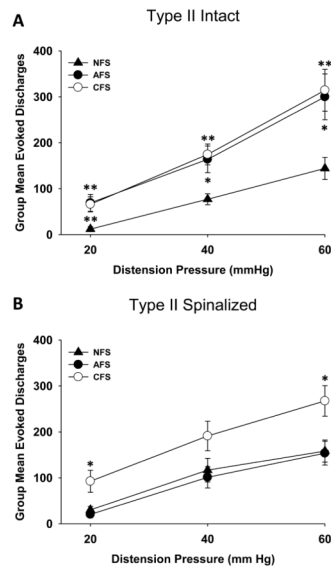 A
Type II Intact
Group Mean Evoked Discharges
400
300
200
100
0
NFS
AFS
CFS
**
**
**
*
**
*
20
40
60
Distension Pressure (mmHg)
B
Type II Spinalized
Group Mean Evoked Discharges
400
300
200
100
0
NFS
AFS
CFS
*
*
20
40
60
Distension Pressure (mm Hg)